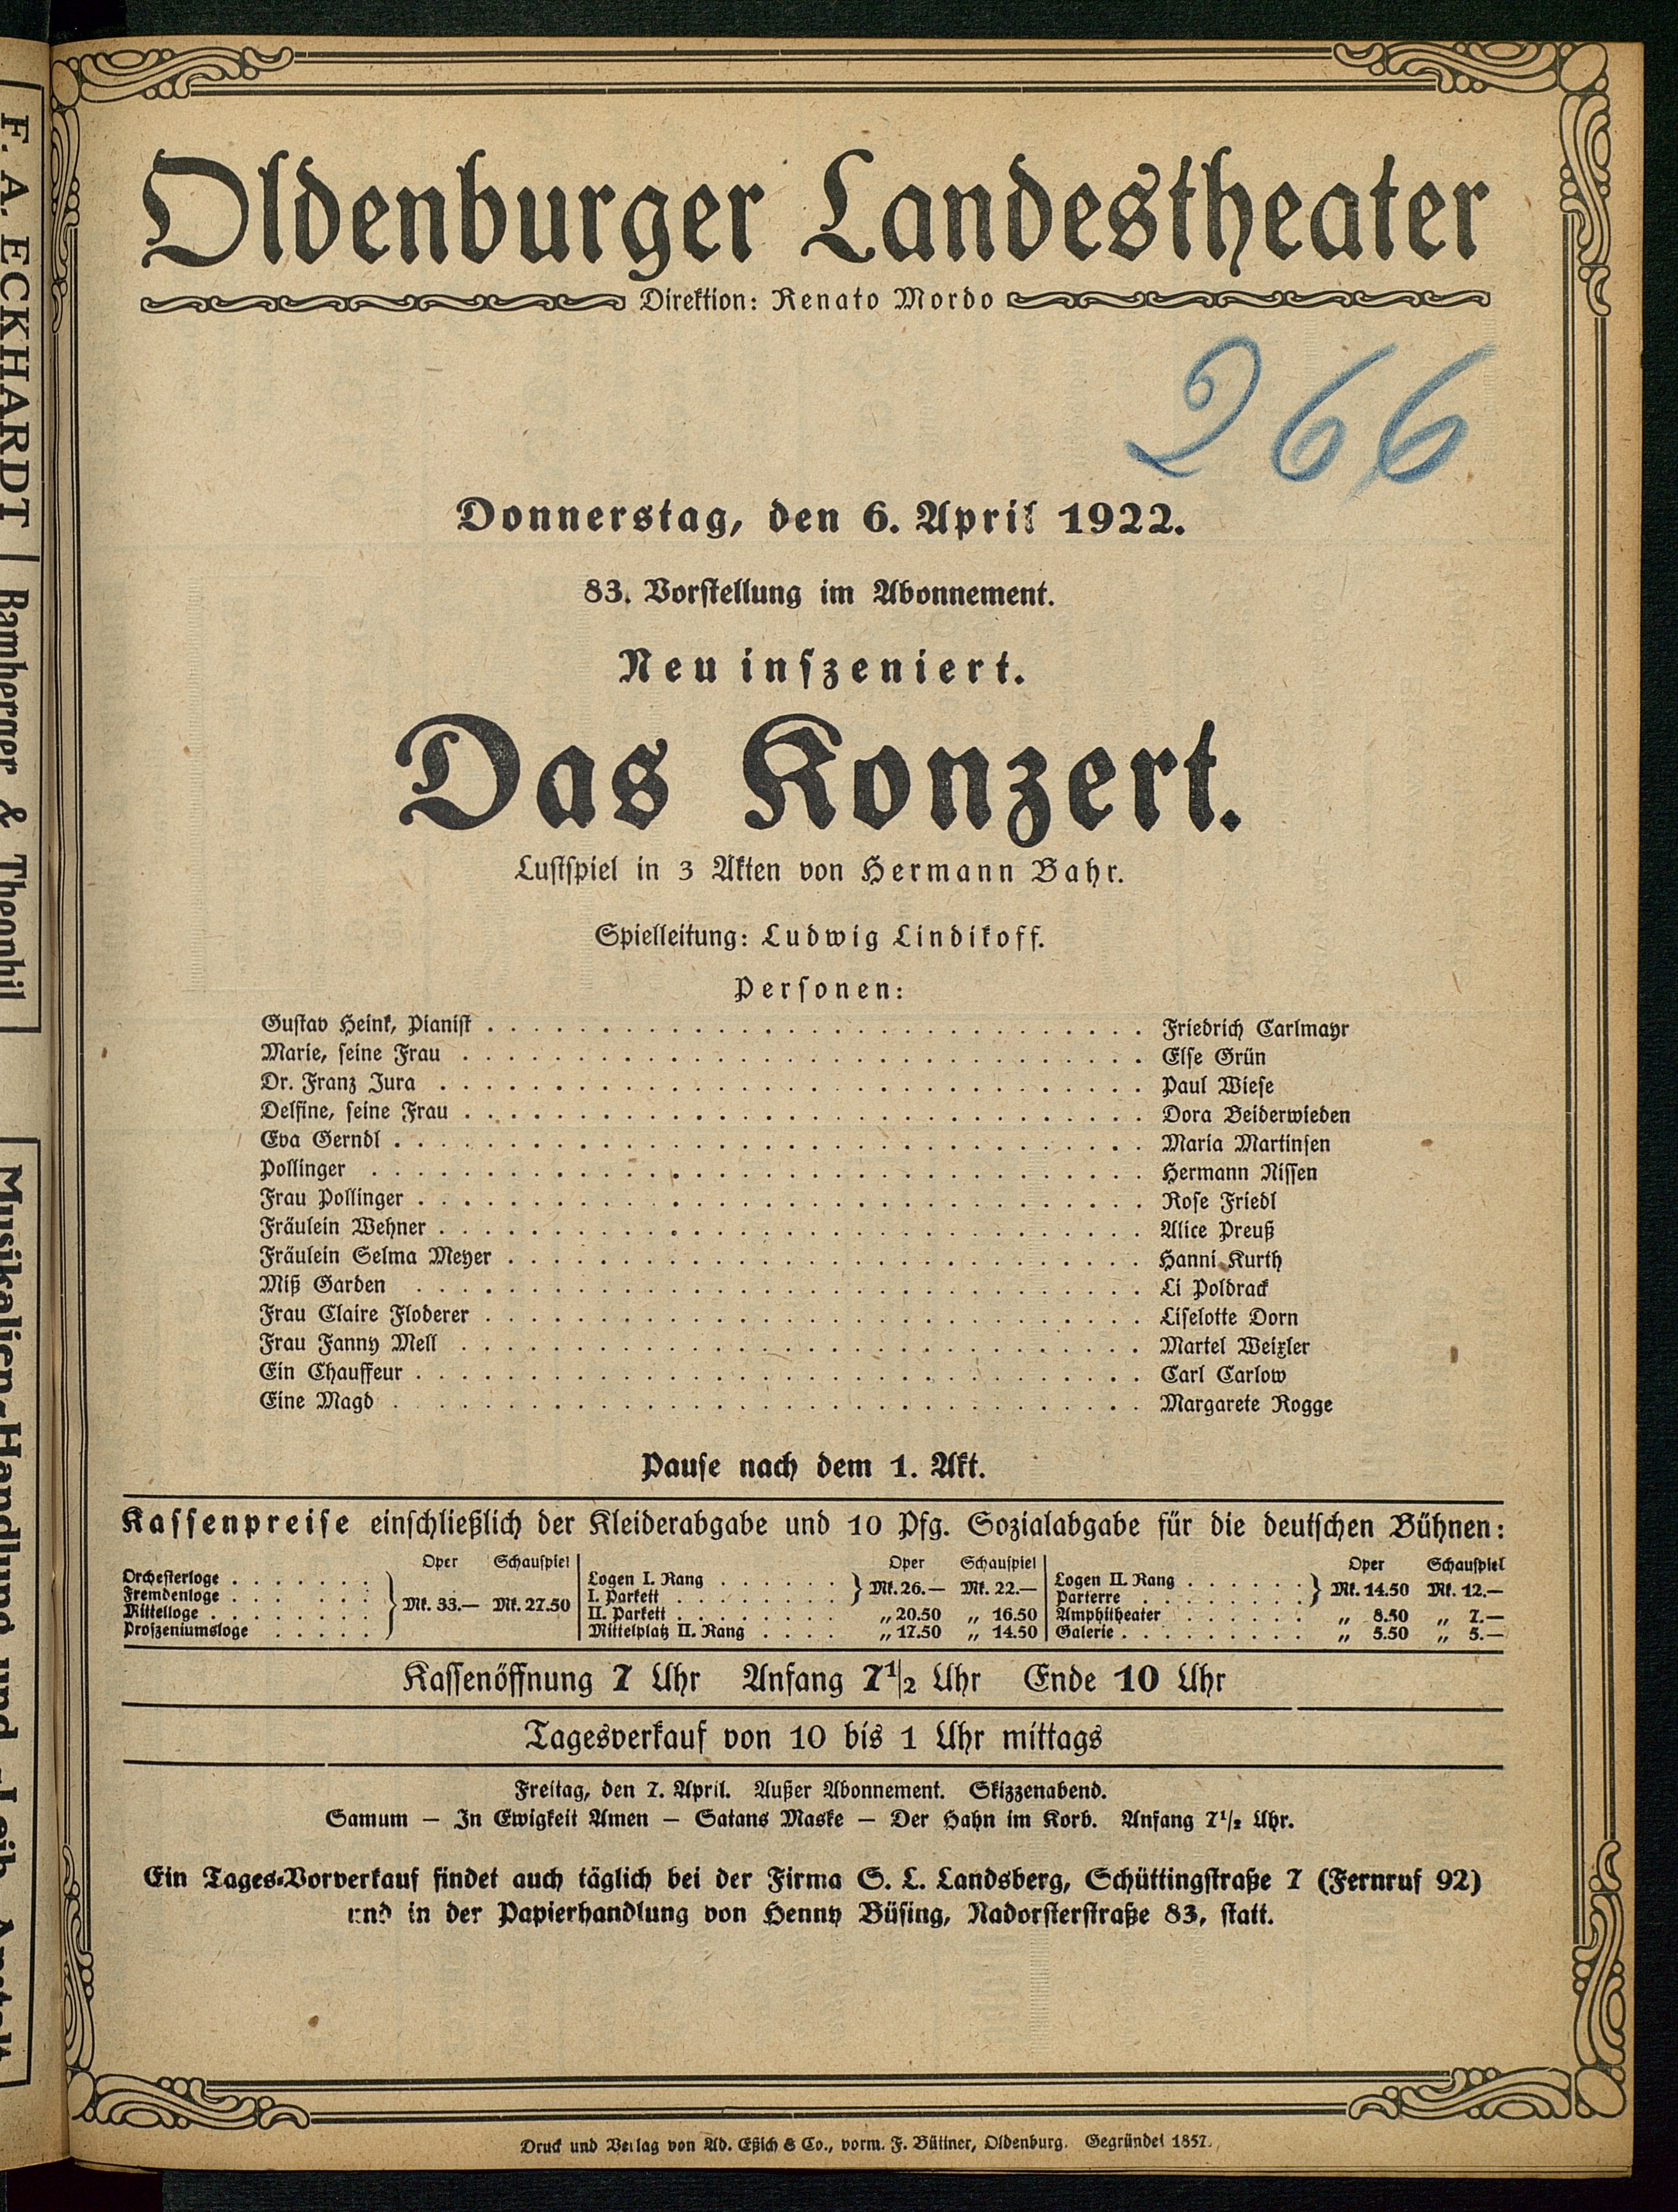 Oldenburger Landestheater
Direktion: Renato Mordo
266
Donnerstag, den 6. April 1922.
83. Vorstellung im Abonnement.
Neu inszeniert.
Das Konzert.
Lustspiel in 3 Akten von Hermann Bahr.
Spielleitung: Ludwig Lindikoff.
Personen:
Gustav Heink, Pianist . . . Friedrich Carlmayr
Marie, seine Frau . . . Else Grün
Dr. Franz Jura . . . Paul Wiese
Delfine, seine Frau . . . Dora Beiderwieden
Eva Gerndl . . . Maria Martinsen
Pollinger . . . Hermann Nissen
Frau Pollinger . . . Rose Friedl
Fräulein Wehner . . . Alice Preuß
Fräulein Selma Meyer . . . Hanni Kurth
Miß Garden . . . Li Poldrack
Frau Claire Floderer . . . Liselotte Dorn
Frau Fanny Mell . . . Martel Weixler
Ein Chauffeur . . . Carl Carlow
Eine Magd . . . Margarete Rogge
Pause nach dem 1. Akt.
Kassenpreise einschließlich der Kleiderabgabe und 10 Pfg. Sozialabgabe für die deutschen Bühnen:
Oper Schauspiel
Orchesterloge
Fremdenloge
Mittelloge
Proszeniumsloge
Mk. 33.— Mk. 27.50
Oper Schauspiel
Logen I. Rang
I. Parkett
Mk. 26.— Mk. 22.—
II. Parkett . . . „ 20.50 „ 16.50
Mittelplatz II. Rang . . . „ 17.50 „ 14.50
Oper Schauspiel
Logen II. Rang
Parterre
Mk. 14.50 Mk. 12.—
Amphitheater . . . „ 8.50 „ 7.—
Galerie . . . „ 5.50 „ 5.—
Kassenöffnung 7 Uhr Anfang 7½ Uhr Ende 10 Uhr
Tagesverkauf von 10 bis 1 Uhr mittags
Freitag, den 7. April. Außer Abonnement. Skizzenabend.
Samum — In Ewigkeit Amen — Satans Maske — Der Hahn im Korb. Anfang 7½ Uhr.
Ein Tages-Vorverkauf findet auch täglich bei der Firma S. L. Landsberg, Schüttingstraße 7 (Fernruf 92)
und in der Papierhandlung von Henny Büsing, Nadorsterstraße 83, statt.
Druck und Verlag von Ad. Eßich & Co., vorm. F. Büttner, Oldenburg. Gegründet 1857.
F. A. ECKHARDT
Bamberger & Theophil
Musikalien-Handlung und -Leih-Anstalt